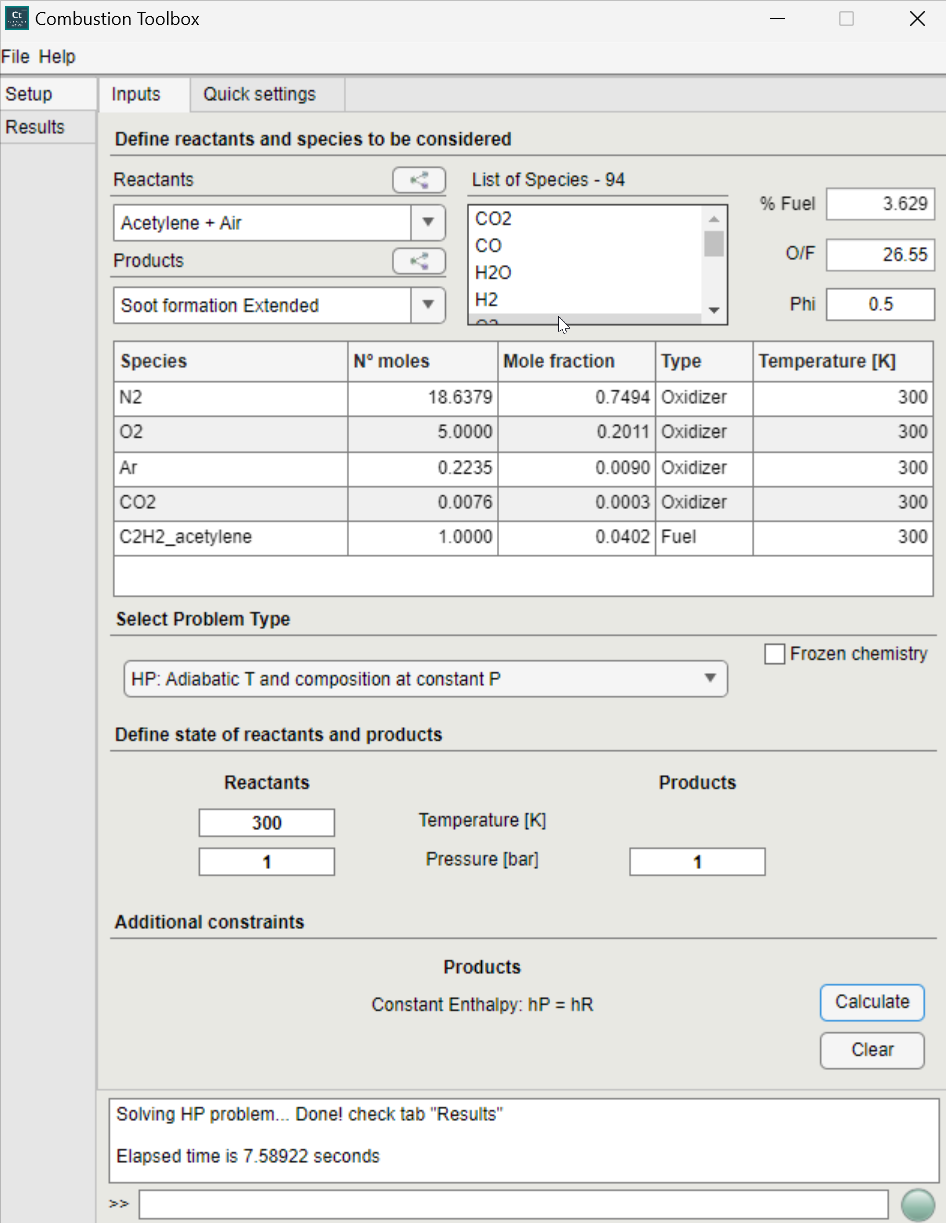 Ct
Combustion Toolbox
File Help
Setup
Results
Inputs
Quick settings
Define reactants and species to be considered
Reactants
Acetylene + Air
Products
Soot formation Extended
List of Species - 94
CO2
CO
H2O
H2
% Fuel 3.629
O/F 26.55
Phi 0.5
Species N° moles Mole fraction Type Temperature [K]
N2 18.6379 0.7494 Oxidizer 300
O2 5.0000 0.2011 Oxidizer 300
Ar 0.2235 0.0090 Oxidizer 300
CO2 0.0076 0.0003 Oxidizer 300
C2H2_acetylene 1.0000 0.0402 Fuel 300
Select Problem Type
Frozen chemistry
HP: Adiabatic T and composition at constant P
Define state of reactants and products
Reactants Products
300 Temperature [K]
1 Pressure [bar] 1
Additional constraints
Products
Constant Enthalpy: hP = hR
Calculate
Clear
Solving HP problem... Done! check tab "Results"
Elapsed time is 7.58922 seconds
>>